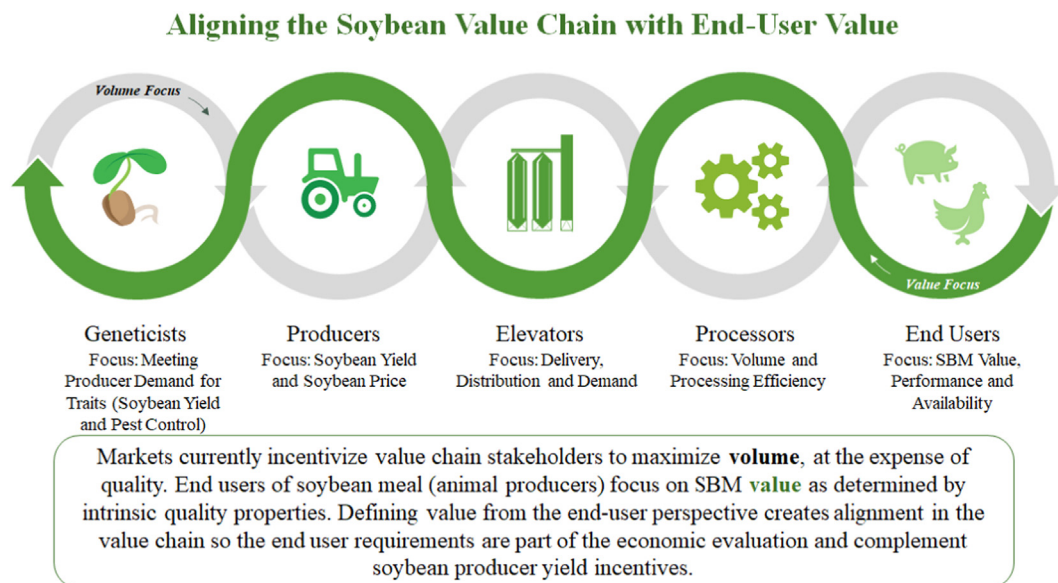 Aligning the Soybean Value Chain with End-User Value
Volume Focus
Value Focus
Geneticists
Focus: Meeting
Producer Demand for
Traits (Soybean Yield
and Pest Control)
Producers
Focus: Soybean Yield
and Soybean Price
Elevators
Focus: Delivery,
Distribution and Demand
Processors
Focus: Volume and
Processing Efficiency
End Users
Focus: SBM Value,
Performance and
Availability
Markets currently incentivize value chain stakeholders to maximize volume, at the expense of
quality. End users of soybean meal (animal producers) focus on SBM value as determined by
intrinsic quality properties. Defining value from the end-user perspective creates alignment in the
value chain so the end user requirements are part of the economic evaluation and complement
soybean producer yield incentives.